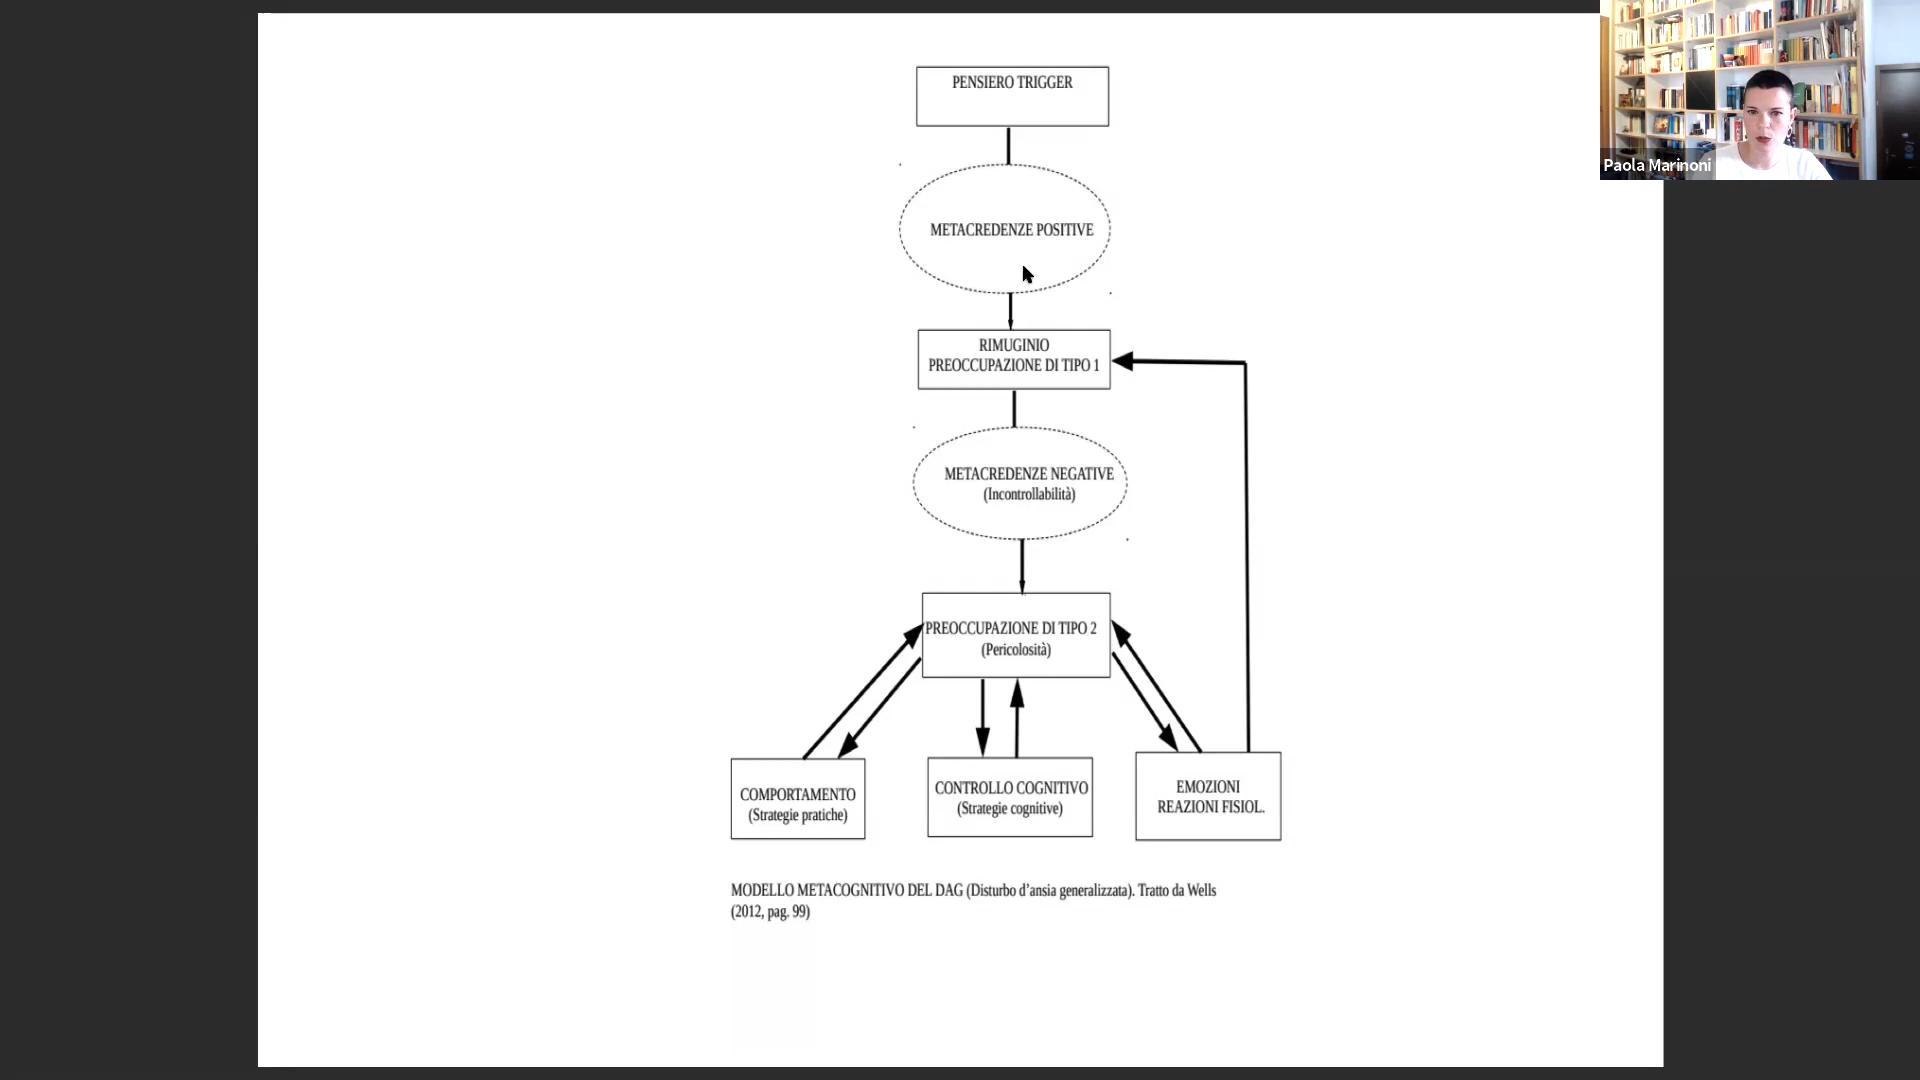 PENSIERO TRIGGER
METACREDENZE POSITIVE
RIMUGINIO
PREOCCUPAZIONE DI TIPO 1
METACREDENZE NEGATIVE
(Incontrollabilità)
PREOCCUPAZIONE DI TIPO 2
(Pericolosità)
COMPORTAMENTO
(Strategie pratiche)
CONTROLLO COGNITIVO
(Strategie cognitive)
EMOZIONI
REAZIONI FISIOL.
MODELLO METACOGNITIVO DEL DAG (Disturbo d’ansia generalizzata). Tratto da Wells
(2012, pag. 99)
Paola Marinoni